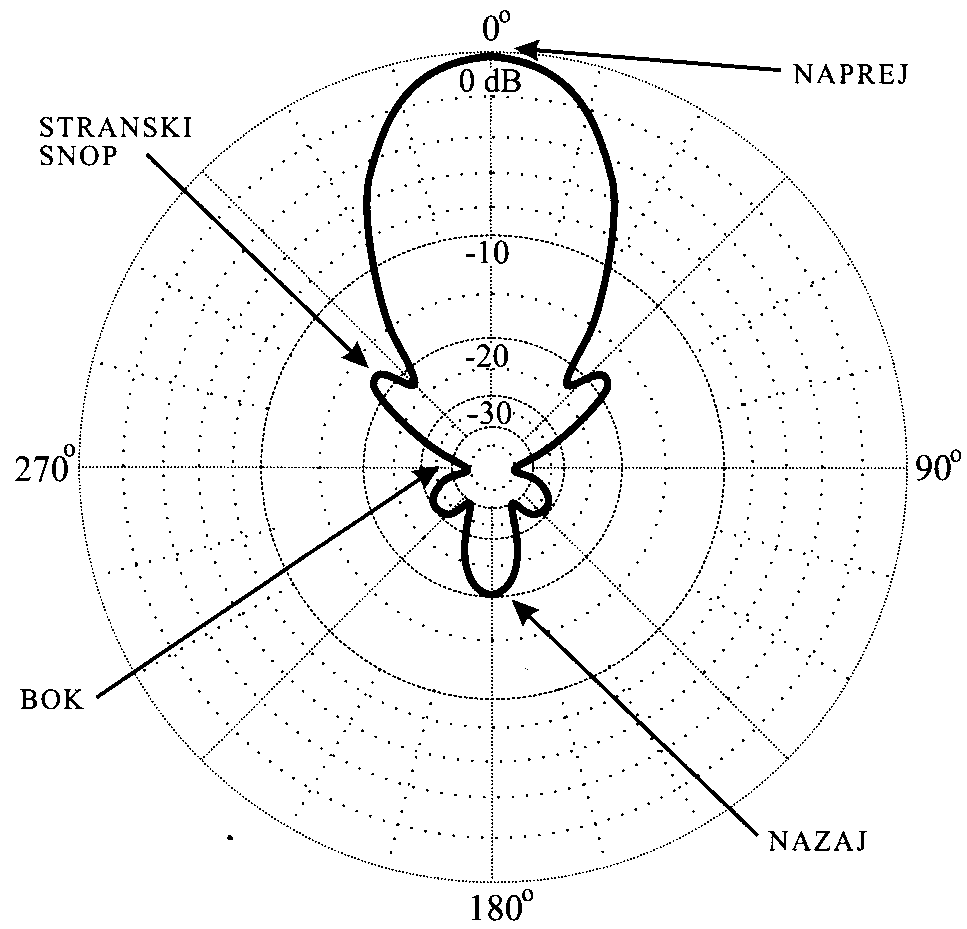 0°
NAPREJ
0 dB
STRANSKI
SNOP
-10
-20
-30
270°
90°
BOK
NAZAJ
180°